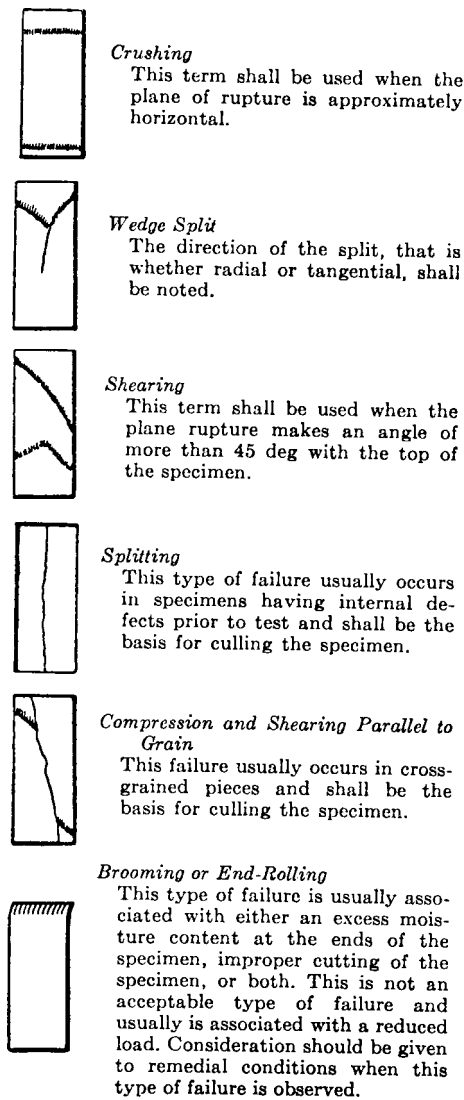 Crushing
This term shall be used when the
plane of rupture is approximately
horizontal.
Wedge Split
The direction of the split, that is
whether radial or tangential, shall
be noted.
Shearing
This term shall be used when the
plane rupture makes an angle of
more than 45 deg with the top of
the specimen.
Splitting
This type of failure usually occurs
in specimens having internal de-
fects prior to test and shall be the
basis for culling the specimen.
Compression and Shearing Parallel to
Grain
This failure usually occurs in cross-
grained pieces and shall be the
basis for culling the specimen.
Brooming or End-Rolling
This type of failure is usually asso-
ciated with either an excess mois-
ture content at the ends of the
specimen, improper cutting of the
specimen, or both. This is not an
acceptable type of failure and
usually is associated with a reduced
load. Consideration should be given
to remedial conditions when this
type of failure is observed.